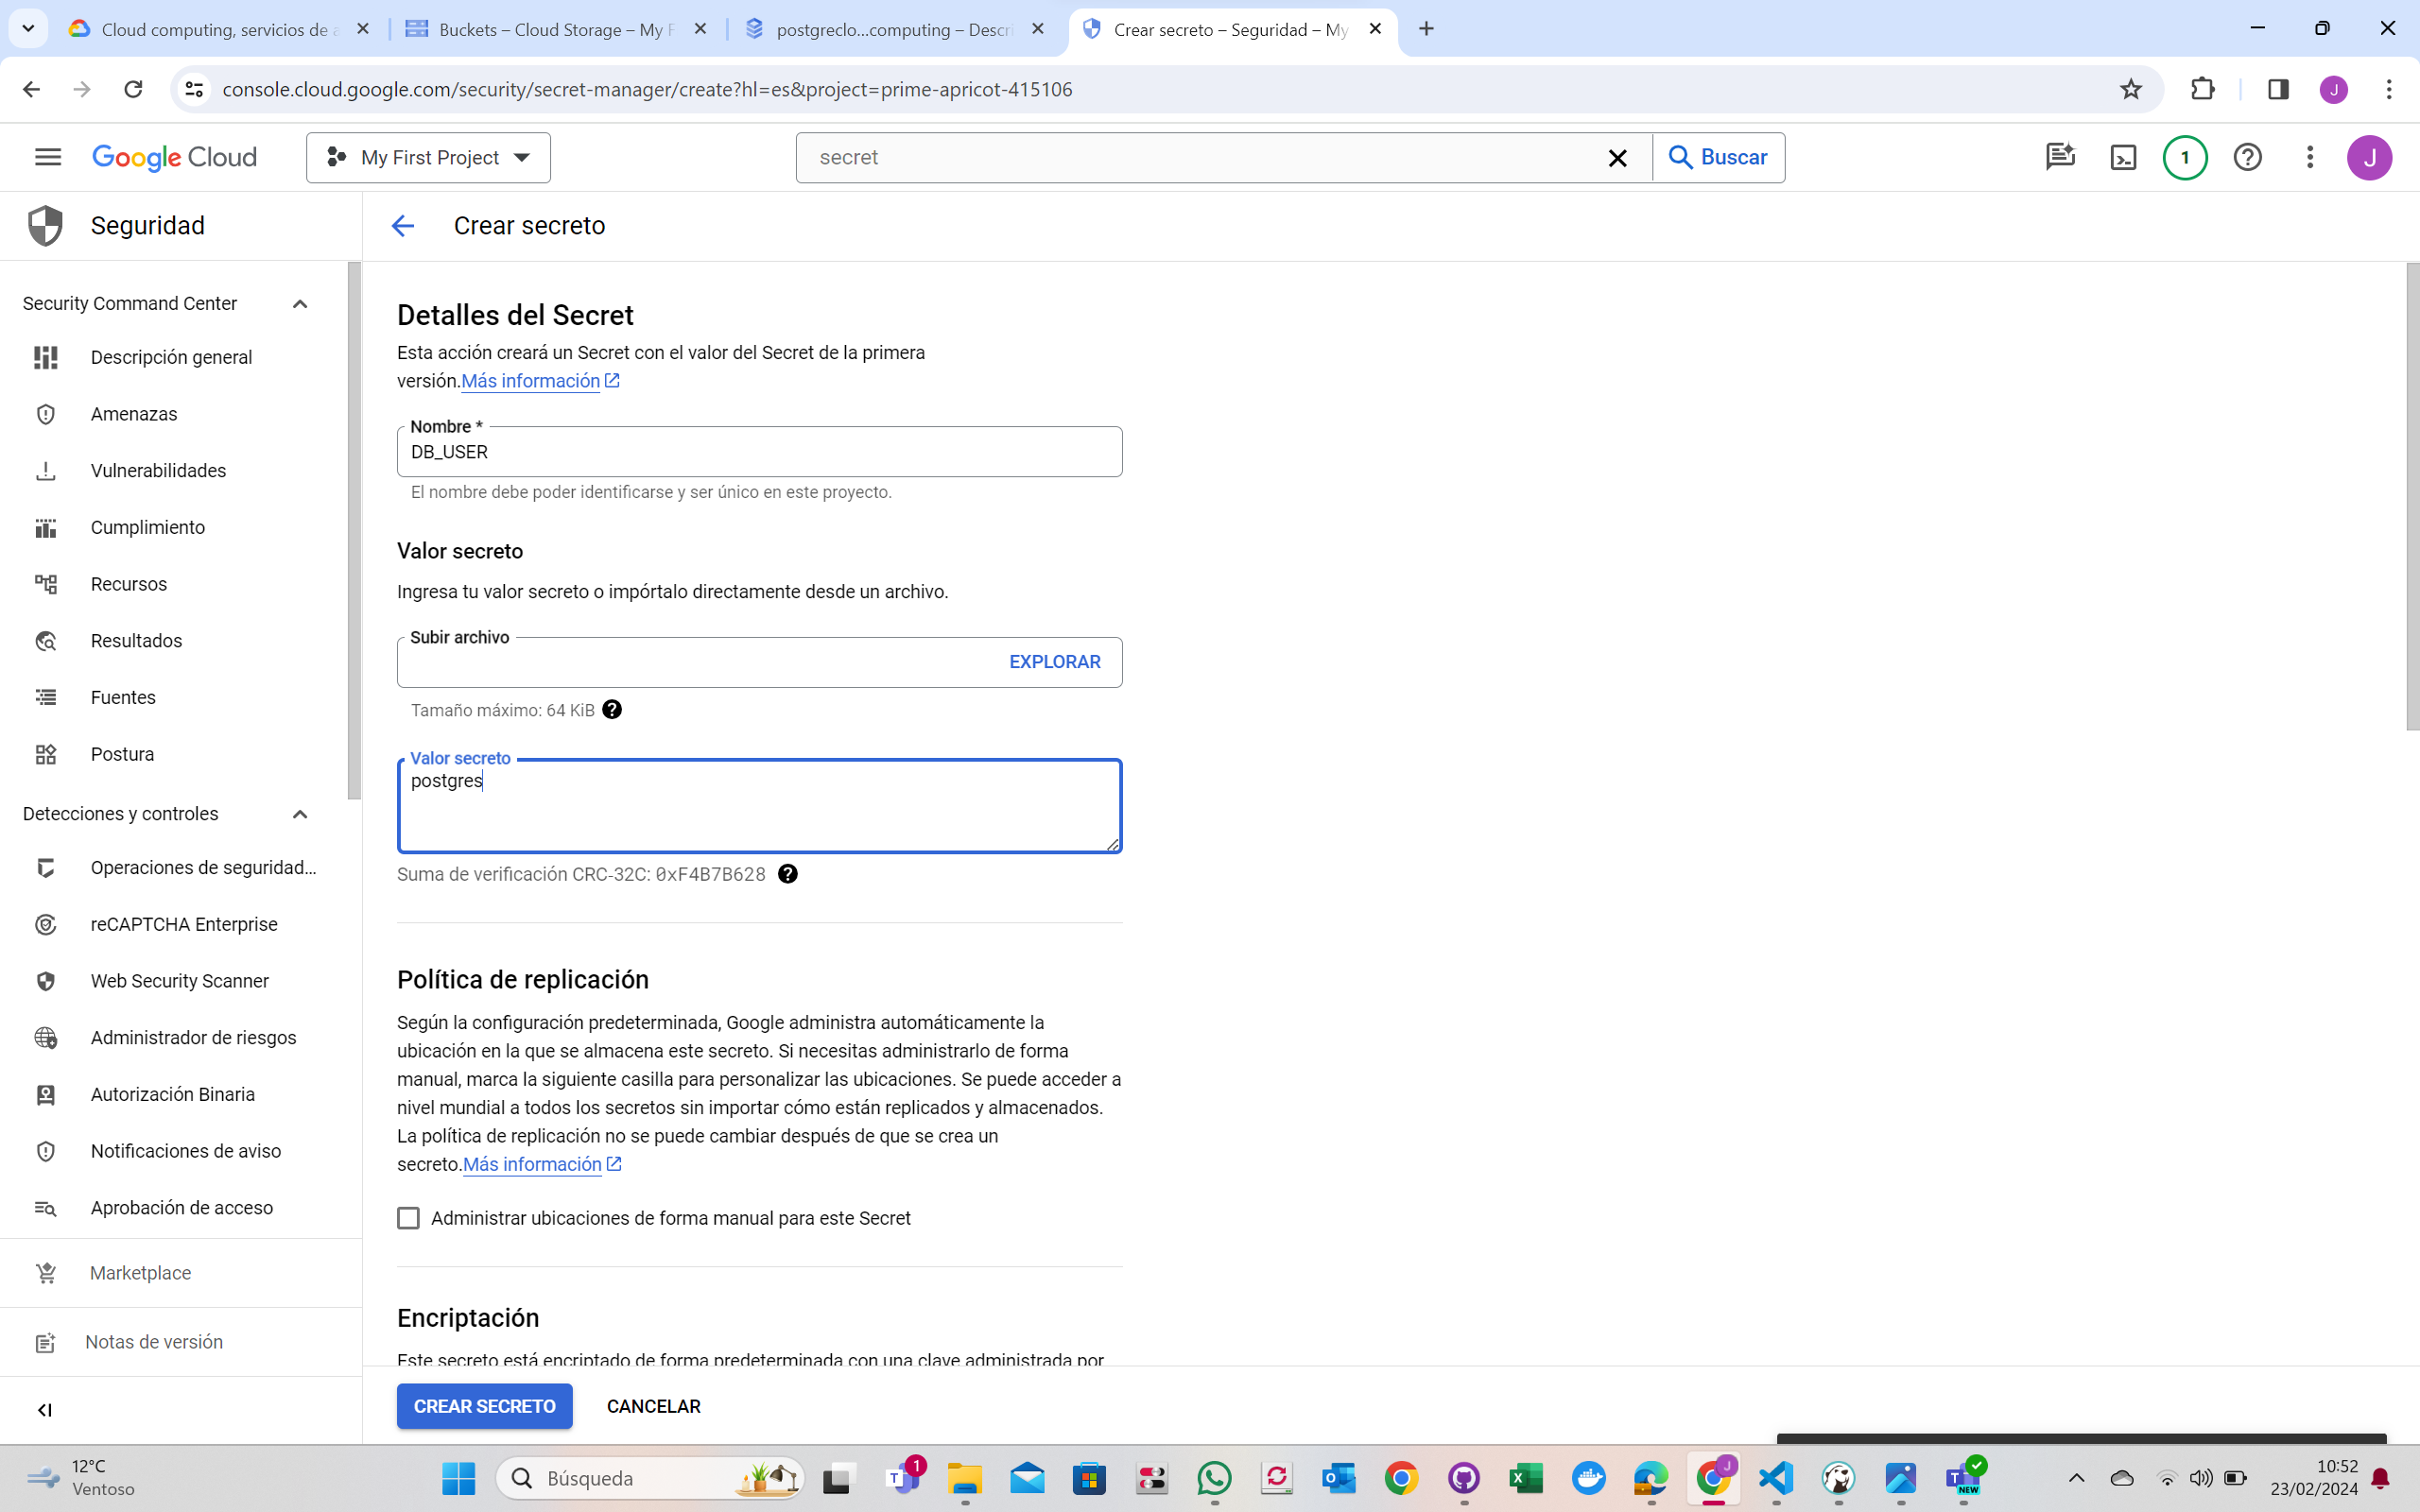 Cloud computing, servicios de a
Buckets – Cloud Storage – My F
postgreclo...computing – Descri
Crear secreto – Seguridad – My
console.cloud.google.com/security/secret-manager/create?hl=es&project=prime-apricot-415106
J
Google Cloud
My First Project
secret
Buscar
1
J
Seguridad
Crear secreto
Security Command Center
Descripción general
Amenazas
Vulnerabilidades
Cumplimiento
Recursos
Resultados
Fuentes
Postura
Detecciones y controles
Operaciones de seguridad...
reCAPTCHA Enterprise
Web Security Scanner
Administrador de riesgos
Autorización Binaria
Notificaciones de aviso
Aprobación de acceso
Marketplace
Notas de versión
Detalles del Secret
Esta acción creará un Secret con el valor del Secret de la primera
versión.Más información
Nombre *
DB_USER
El nombre debe poder identificarse y ser único en este proyecto.
Valor secreto
Ingresa tu valor secreto o impórtalo directamente desde un archivo.
Subir archivo
EXPLORAR
Tamaño máximo: 64 KiB
Valor secreto
postgres
Suma de verificación CRC-32C: 0xF4B7B628
Política de replicación
Según la configuración predeterminada, Google administra automáticamente la
ubicación en la que se almacena este secreto. Si necesitas administrarlo de forma
manual, marca la siguiente casilla para personalizar las ubicaciones. Se puede acceder a
nivel mundial a todos los secretos sin importar cómo están replicados y almacenados.
La política de replicación no se puede cambiar después de que se crea un
secreto.Más información
Administrar ubicaciones de forma manual para este Secret
Encriptación
Este secreto está encriptado de forma predeterminada con una clave administrada por
CREAR SECRETO
CANCELAR
12°C
Ventoso
Búsqueda
1
J
NEW
10:52
23/02/2024